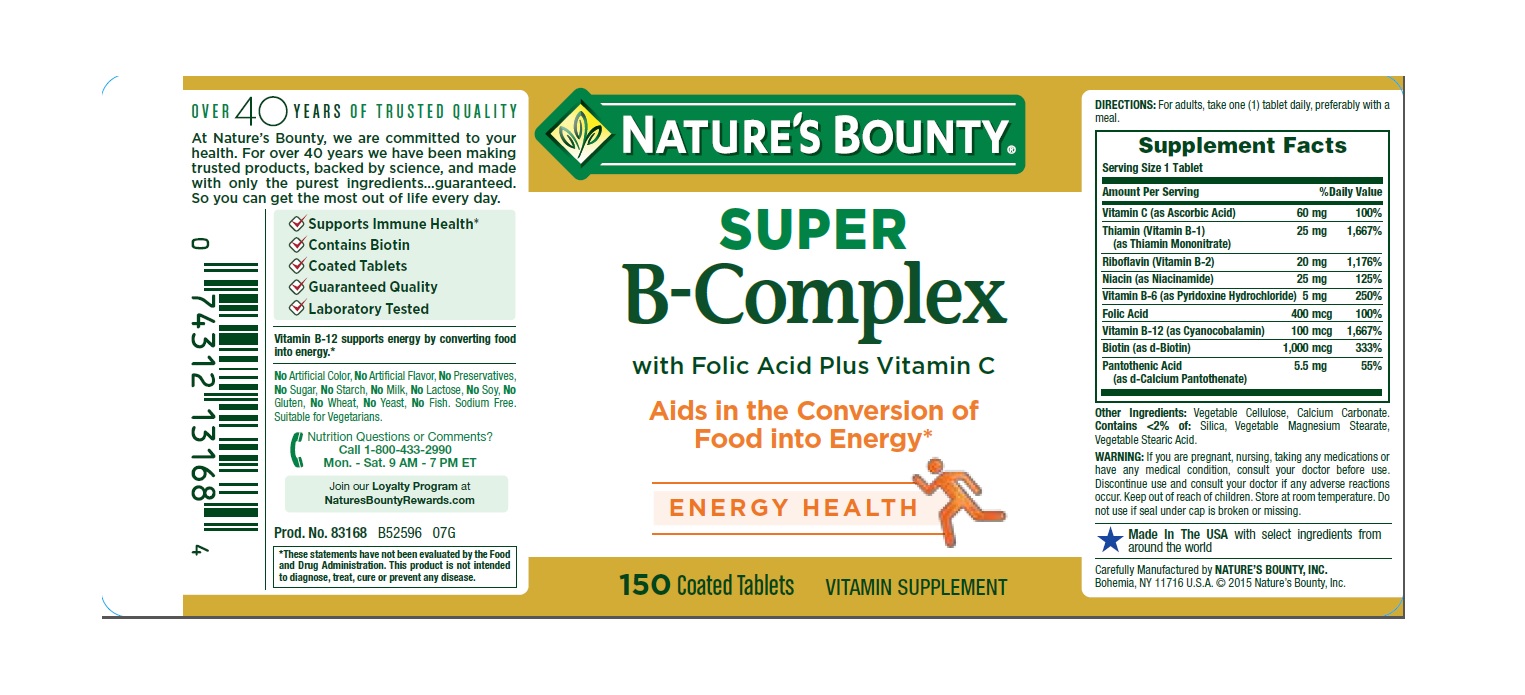 OVER 40 YEARS OF TRUSTED QUALITY
At Nature's Bounty, we are committed to your
health. For over 40 years we have been making
trusted products, backed by science, and made
with only the purest ingredients...guaranteed.
So you can get the most out of life every day.
Supports Immune Health*
Contains Biotin
Coated Tablets
Guaranteed Quality
Laboratory Tested
Vitamin B-12 supports energy by converting food
into energy.*
No Artificial Color, No Artificial Flavor, No Preservatives,
No Sugar, No Starch, No Milk, No Lactose, No Soy, No
Gluten, No Wheat, No Yeast, No Fish. Sodium Free.
Suitable for Vegetarians.
Nutrition Questions or Comments?
Call 1-800-433-2990
Mon. - Sat. 9 AM - 7 PM ET
Join our Loyalty Program at
NaturesBountyRewards.com
Prod. No. 83168 B52596 07G
*These statements have not been evaluated by the Food
and Drug Administration. This product is not intended
to diagnose, treat, cure or prevent any disease.
0 74312 13168 4
NATURE'S BOUNTY®
SUPER
B-Complex
with Folic Acid Plus Vitamin C
Aids in the Conversion of
Food into Energy*
ENERGY HEALTH
150 Coated Tablets VITAMIN SUPPLEMENT
DIRECTIONS: For adults, take one (1) tablet daily, preferably with a
meal.
Supplement Facts
Serving Size 1 Tablet
Amount Per Serving %Daily Value
Vitamin C (as Ascorbic Acid) 60 mg 100%
Thiamin (Vitamin B-1) 25 mg 1,667%
(as Thiamin Mononitrate)
Riboflavin (Vitamin B-2) 20 mg 1,176%
Niacin (as Niacinamide) 25 mg 125%
Vitamin B-6 (as Pyridoxine Hydrochloride) 5 mg 250%
Folic Acid 400 mcg 100%
Vitamin B-12 (as Cyanocobalamin) 100 mcg 1,667%
Biotin (as d-Biotin) 1,000 mcg 333%
Pantothenic Acid 5.5 mg 55%
(as d-Calcium Pantothenate)
Other Ingredients: Vegetable Cellulose, Calcium Carbonate.
Contains <2% of: Silica, Vegetable Magnesium Stearate,
Vegetable Stearic Acid.
WARNING: If you are pregnant, nursing, taking any medications or
have any medical condition, consult your doctor before use.
Discontinue use and consult your doctor if any adverse reactions
occur. Keep out of reach of children. Store at room temperature. Do
not use if seal under cap is broken or missing.
Made In The USA with select ingredients from
around the world
Carefully Manufactured by NATURE'S BOUNTY, INC.
Bohemia, NY 11716 U.S.A. © 2015 Nature's Bounty, Inc.